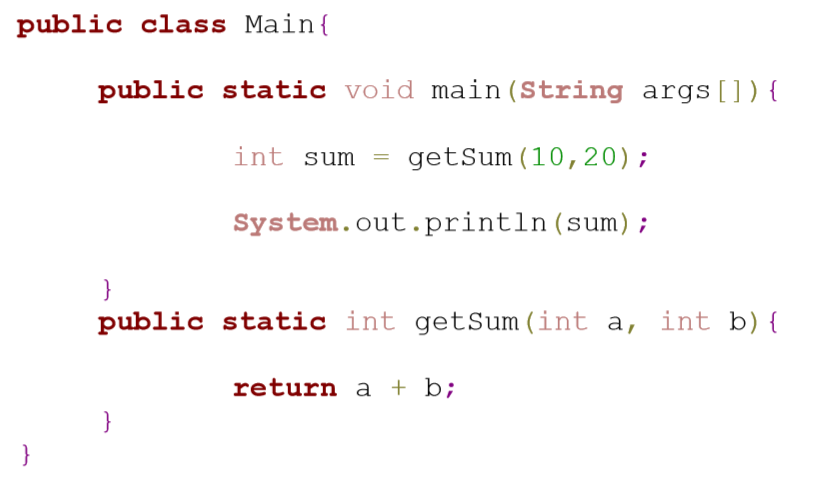 public class Main{
public static void main(String args[]){
int sum = getSum(10,20);
System.out.println(sum);
}
public static int getSum(int a, int b){
return a + b;
}
}